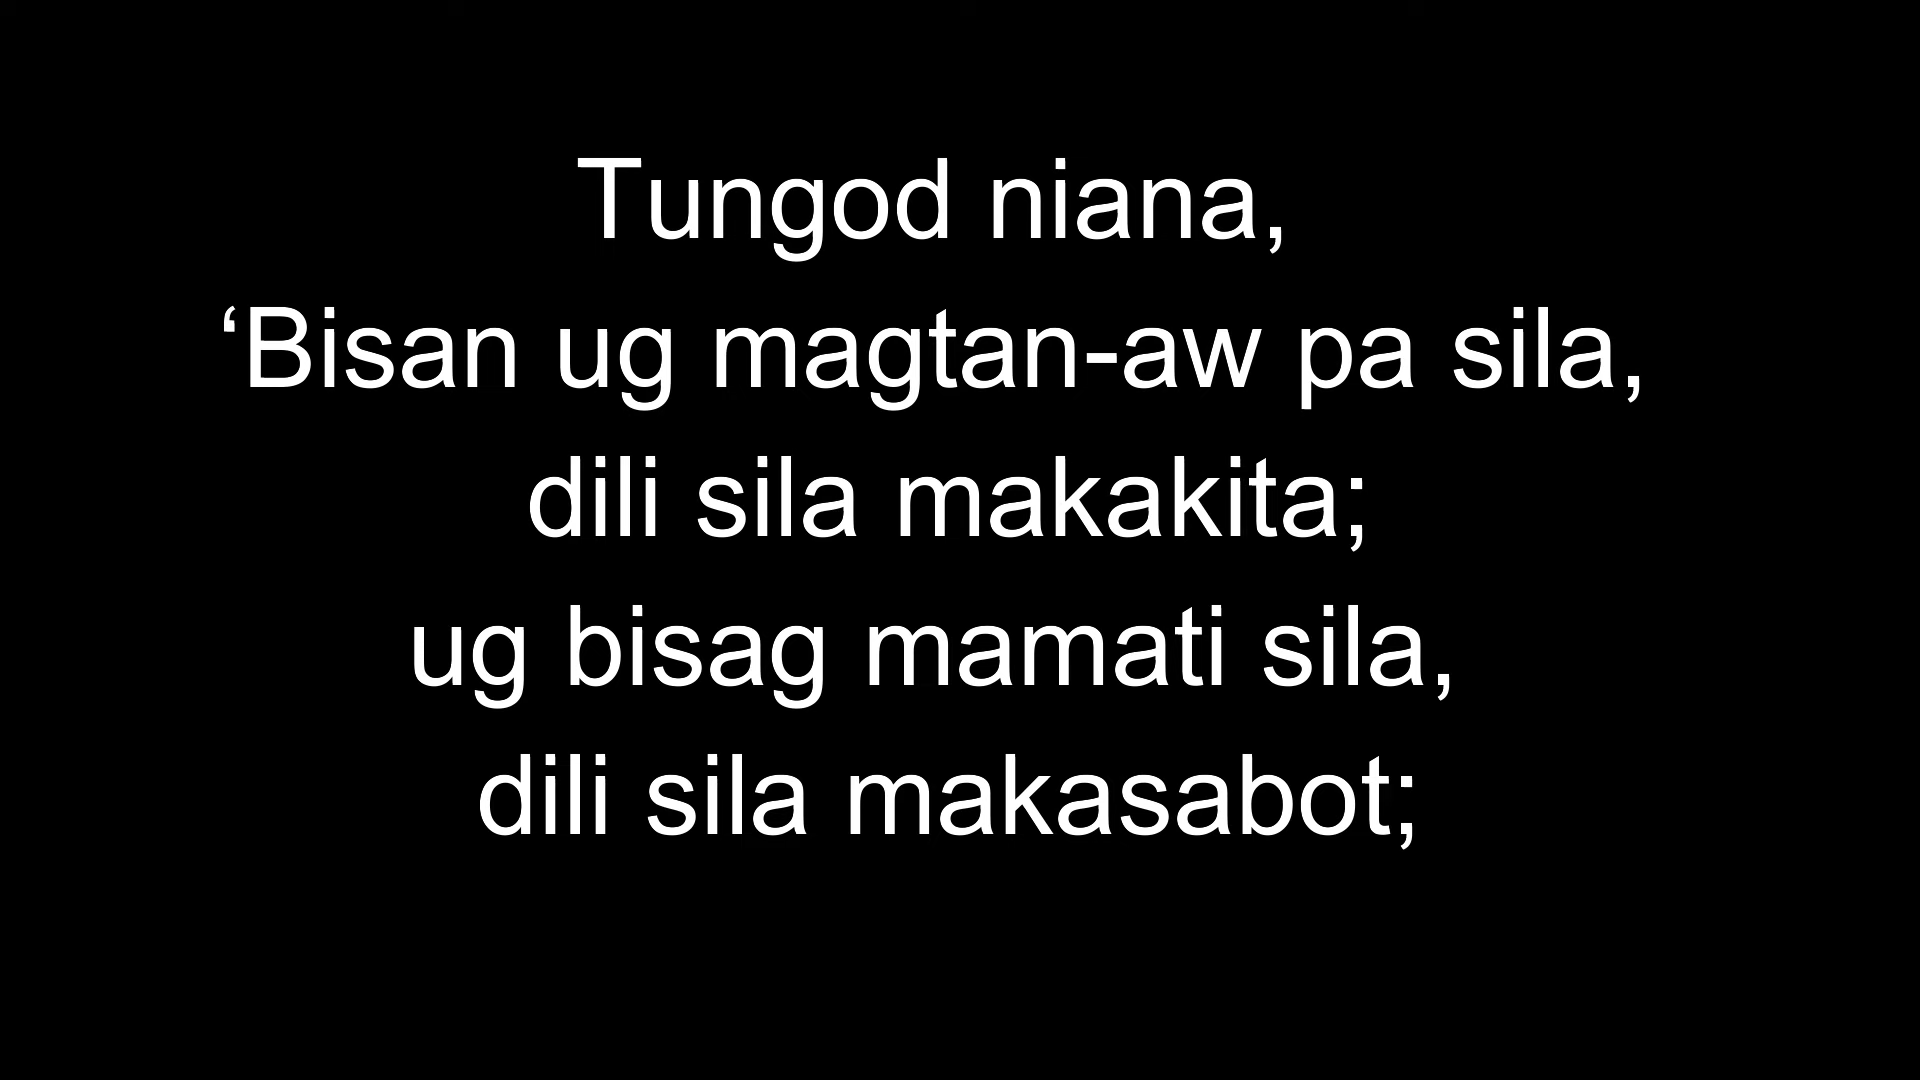 Tungod niana,
‘Bisan ug magtan-aw pa sila,
dili sila makakita;
ug bisag mamati sila,
dili sila makasabot;